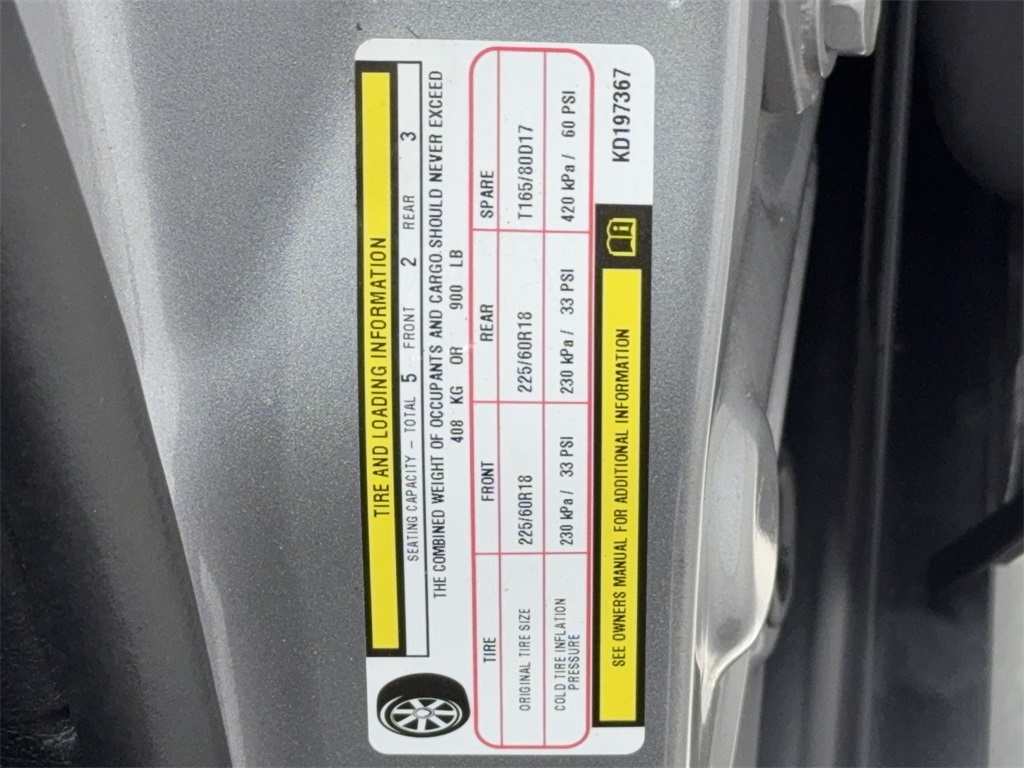 TIRE AND LOADING INFORMATION
SEATING CAPACITY – TOTAL 5 FRONT 2 REAR 3
THE COMBINED WEIGHT OF OCCUPANTS AND CARGO SHOULD NEVER EXCEED
408 KG OR 900 LB
TIRE FRONT REAR SPARE
ORIGINAL TIRE SIZE 225/60R18 225/60R18 T165/80D17
COLD TIRE INFLATION PRESSURE 230 kPa / 33 PSI 230 kPa / 33 PSI 420 kPa / 60 PSI
SEE OWNERS MANUAL FOR ADDITIONAL INFORMATION
KD197367